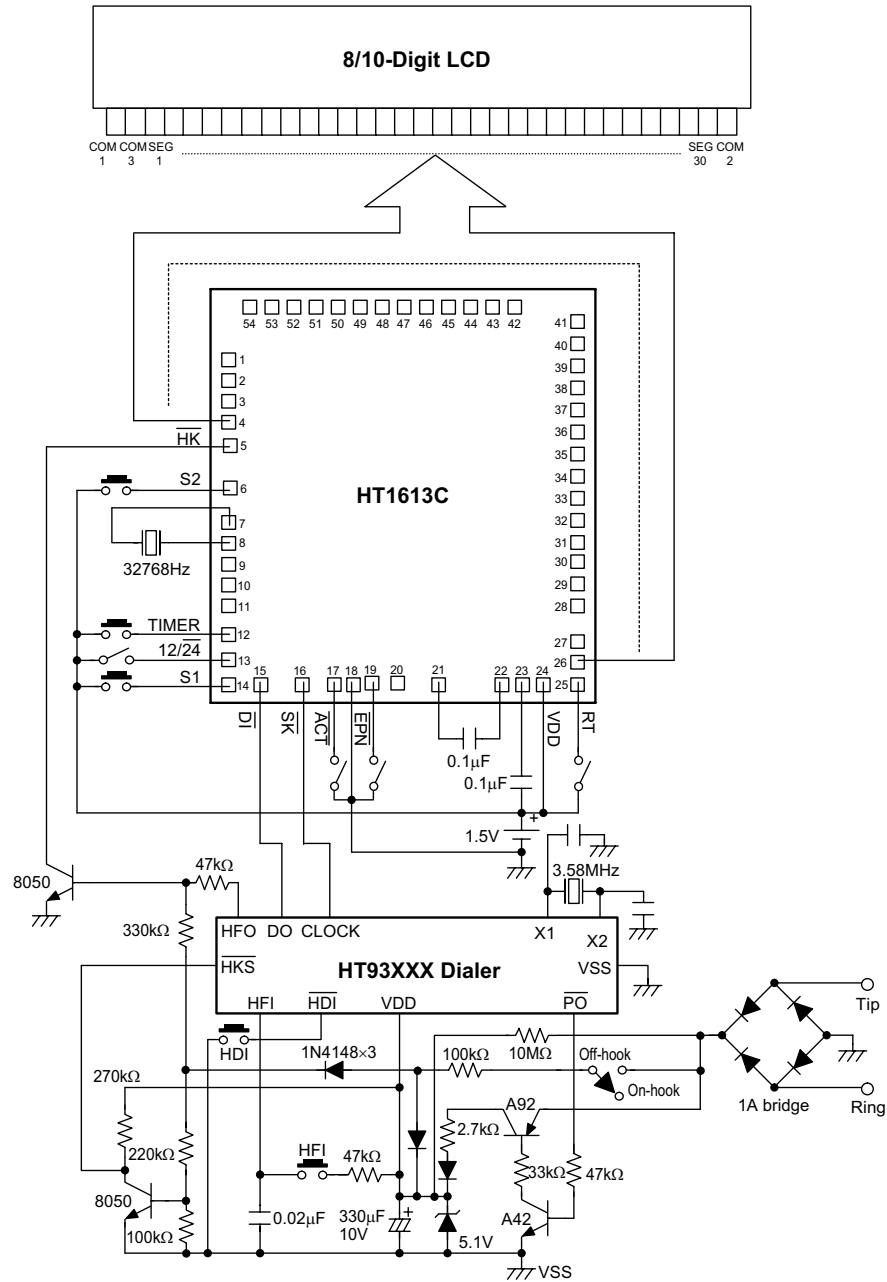 8/10-Digit LCD
COM COM SEG SEG COM
1 3 1 30 2
54 53 52 51 50 49 48 47 46 45 44 43 42
41
40
39
38
37
36
35
34
33
32
31
30
29
28
27
26
1
2
3
4
HK 5
S2 6
7
8
32768Hz
9
10
11
TIMER 12
12/24 13
S1 14
HT1613C
15 16 17 18 19 20 21 22 23 24 25
DI SK ACT EPN VDD RT
0.1μF
0.1μF
1.5V +
3.58MHz
8050
47kΩ
330kΩ
HFO DO CLOCK X1 X2
HKS HT93XXX Dialer VSS
HFI HDI VDD PO
HDI
1N4148×3
100kΩ
10MΩ
Off-hook
On-hook
Tip
Ring
1A bridge
270kΩ
220kΩ
HFI
47kΩ
2.7kΩ
A92
33kΩ
47kΩ
8050
100kΩ
0.02μF
330μF +
10V
5.1V
A42
VSS